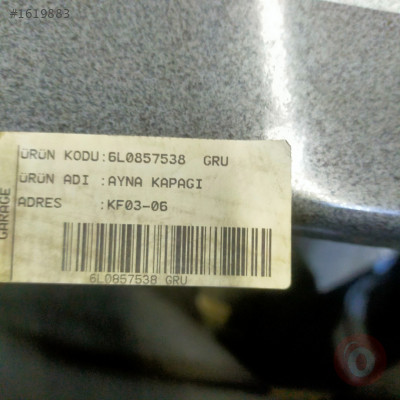 #1619883
ÜRÜN KODU:6L0857538 GRU
ÜRÜN ADI :AYNA KAPAGI
ADRES :KF03-06
6L0857538 GRU
GARAGE